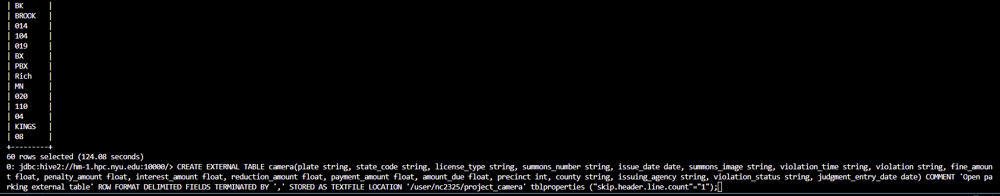 | BK      |
| BROOK   |
| 014     |
| 104     |
| 019     |
| BX      |
| PBX     |
| Rich    |
| MN      |
| 020     |
| 110     |
| 04      |
| KINGS   |
| 08      |
+---------+
60 rows selected (124.08 seconds)
0: jdbc:hive2://hm-1.hpc.nyu.edu:10000/> CREATE EXTERNAL TABLE camera(plate string, state_code string, license_type string, summons_number string, issue_date date, summons_image string, violation_time string, violation string, fine_amoun
t float, penalty_amount float, interest_amount float, reduction_amount float, payment_amount float, amount_due float, precinct int, county string, issuing_agency string, violation_status string, judgment_entry_date date) COMMENT 'Open pa
rking external table' ROW FORMAT DELIMITED FIELDS TERMINATED BY ',' STORED AS TEXTFILE LOCATION '/user/nc2325/project_camera' tblproperties ("skip.header.line.count"="1");